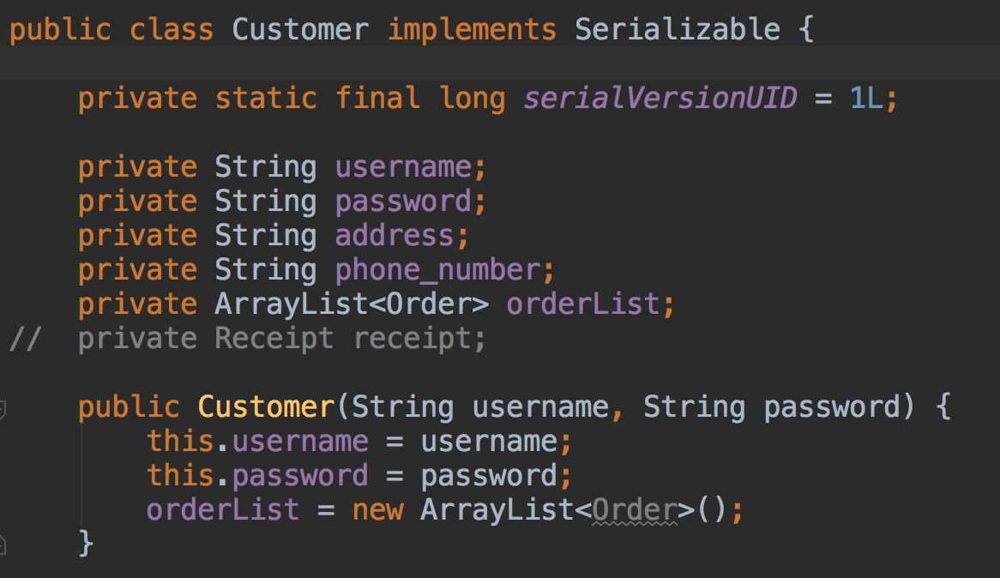 public class Customer implements Serializable {
private static final long serialVersionUID = 1L;
private String username;
private String password;
private String address;
private String phone_number;
private ArrayList<Order> orderList;
//  private Receipt receipt;
public Customer(String username, String password) {
this.username = username;
this.password = password;
orderList = new ArrayList<Order>();
}